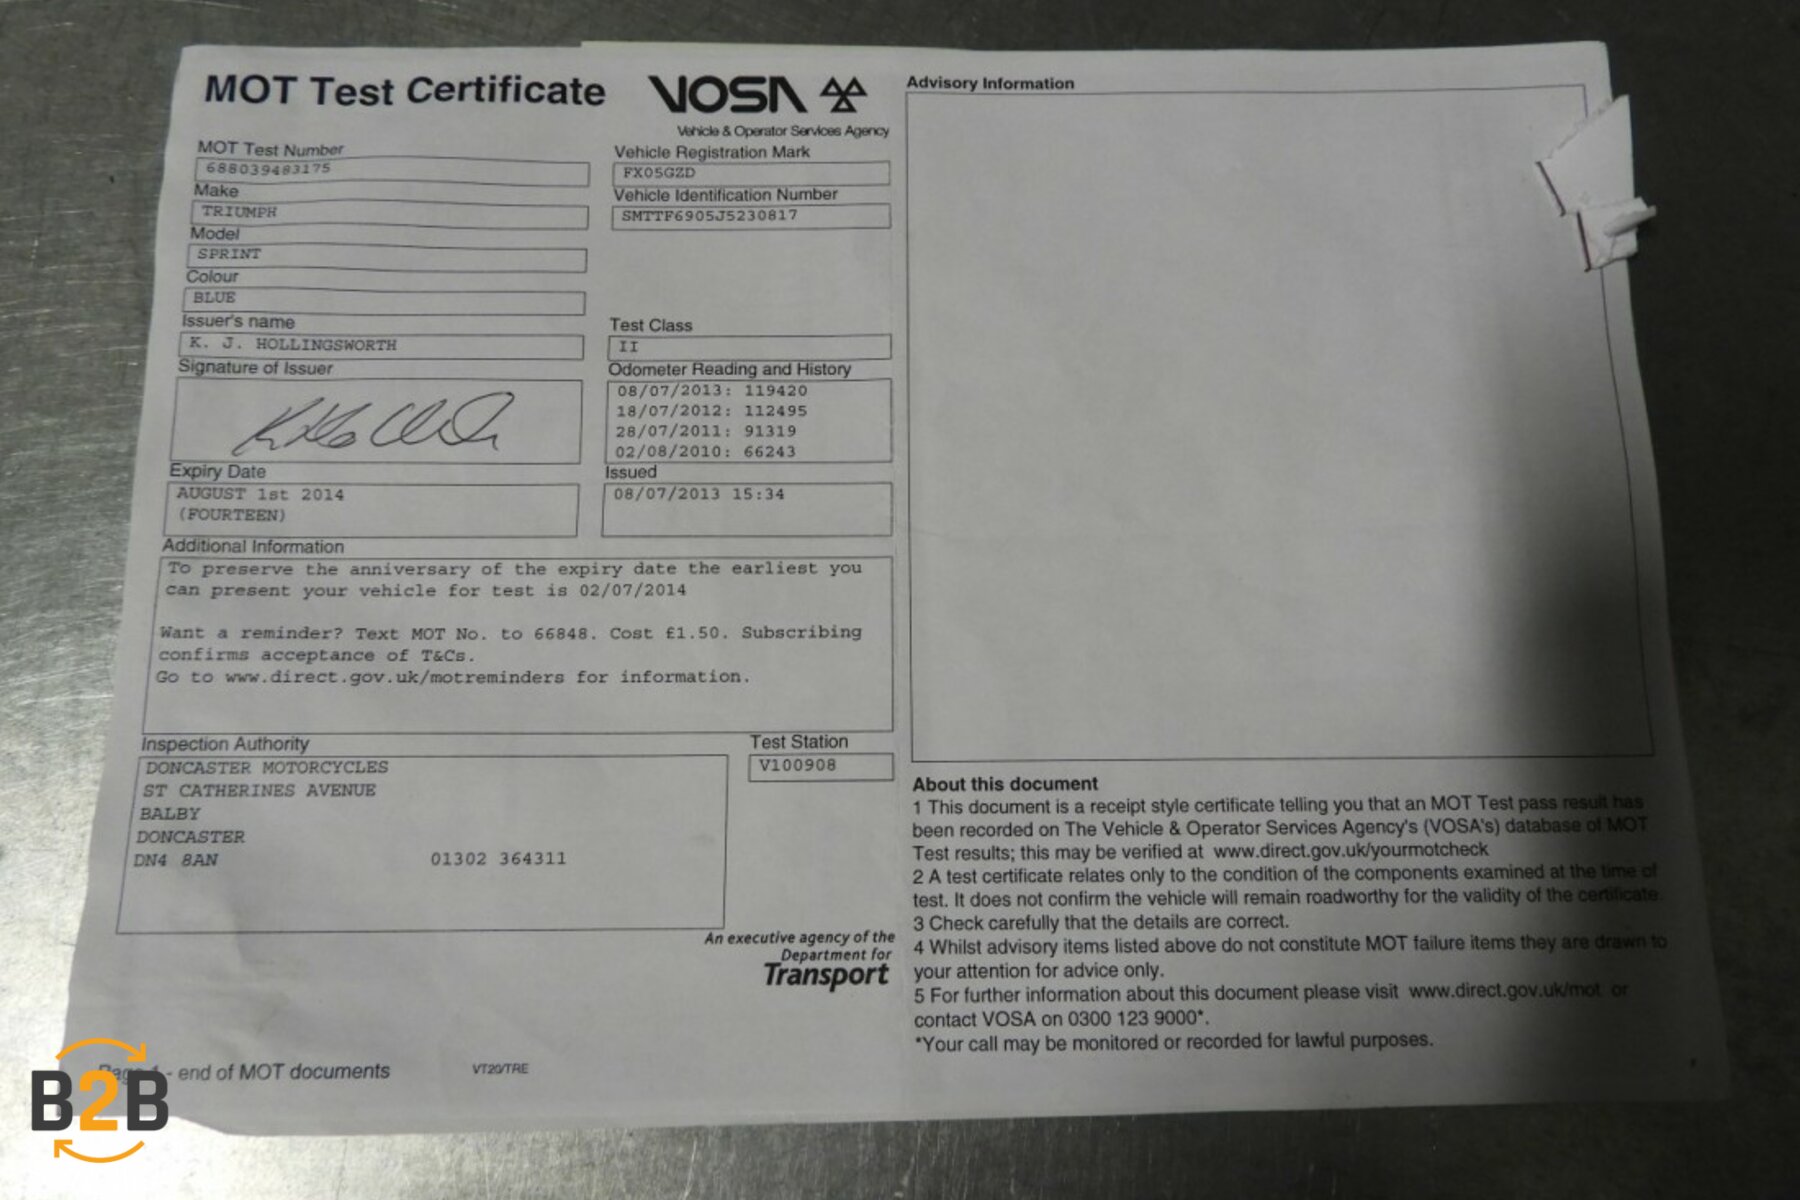 MOT Test Certificate
VOSA
Vehicle & Operator Services Agency
MOT Test Number
688039483175
Make
TRIUMPH
Model
SPRINT
Colour
BLUE
Issuer's name
K. J. HOLLINGSWORTH
Signature of Issuer
Vehicle Registration Mark
FX05GZD
Vehicle Identification Number
SMTTF6905J5230817
Test Class
II
Odometer Reading and History
08/07/2013: 119420
18/07/2012: 112495
28/07/2011: 91319
02/08/2010: 66243
Expiry Date
AUGUST 1st 2014
(FOURTEEN)
Issued
08/07/2013 15:34
Additional Information
To preserve the anniversary of the expiry date the earliest you
can present your vehicle for test is 02/07/2014
Want a reminder? Text MOT No. to 66848. Cost £1.50. Subscribing
confirms acceptance of T&Cs.
Go to www.direct.gov.uk/motreminders for information.
Inspection Authority
DONCASTER MOTORCYCLES
ST CATHERINES AVENUE
BALBY
DONCASTER
DN4 8AN 01302 364311
Test Station
V100908
An executive agency of the
Department for
Transport
Page 1 - end of MOT documents
VT20/TRE
Advisory Information
About this document
1 This document is a receipt style certificate telling you that an MOT Test pass result has
been recorded on The Vehicle & Operator Services Agency's (VOSA's) database of MOT
Test results; this may be verified at www.direct.gov.uk/yourmotcheck
2 A test certificate relates only to the condition of the components examined at the time of
test. It does not confirm the vehicle will remain roadworthy for the validity of the certificate.
3 Check carefully that the details are correct.
4 Whilst advisory items listed above do not constitute MOT failure items they are drawn to
your attention for advice only.
5 For further information about this document please visit www.direct.gov.uk/mot or
contact VOSA on 0300 123 9000*.
*Your call may be monitored or recorded for lawful purposes.
B2B